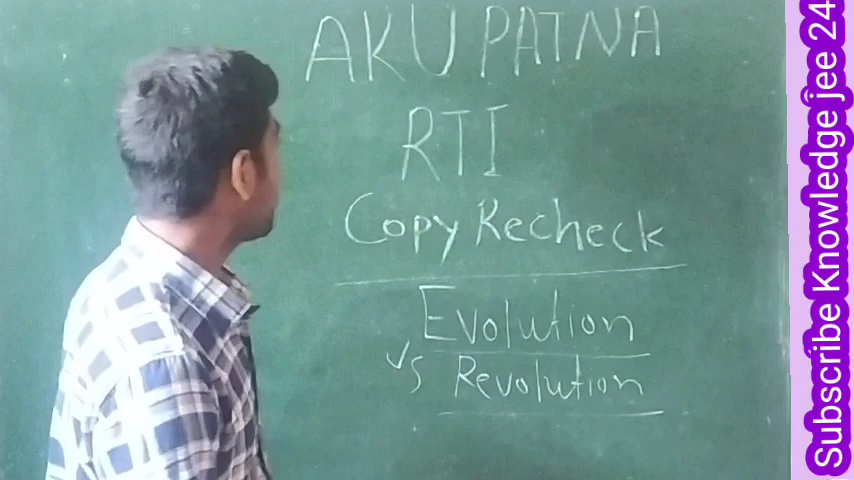 AKU PATNA
RTI
Copy Recheck
Evolution
vs Revolution
Subscribe Knowledge jee 24